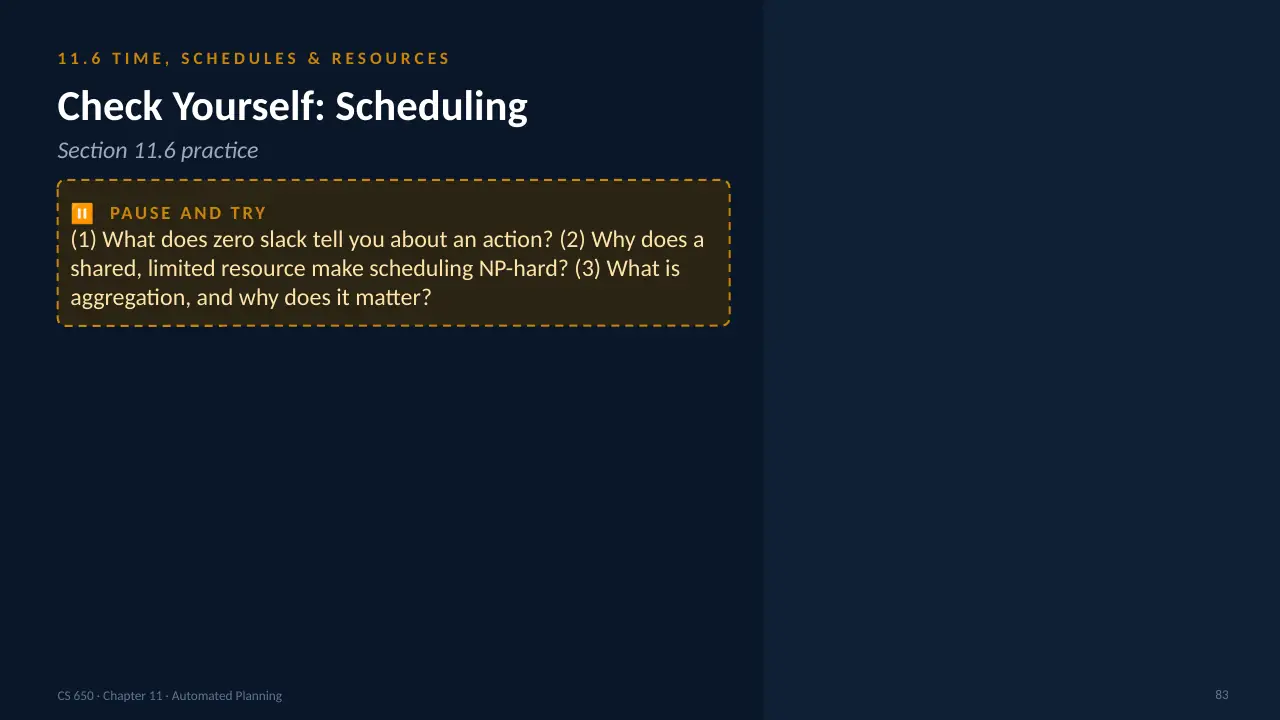 11.6 TIME, SCHEDULES & RESOURCES
Check Yourself: Scheduling
Section 11.6 practice
⏸ PAUSE AND TRY
(1) What does zero slack tell you about an action? (2) Why does a
shared, limited resource make scheduling NP-hard? (3) What is
aggregation, and why does it matter?
CS 650 · Chapter 11 · Automated Planning
83